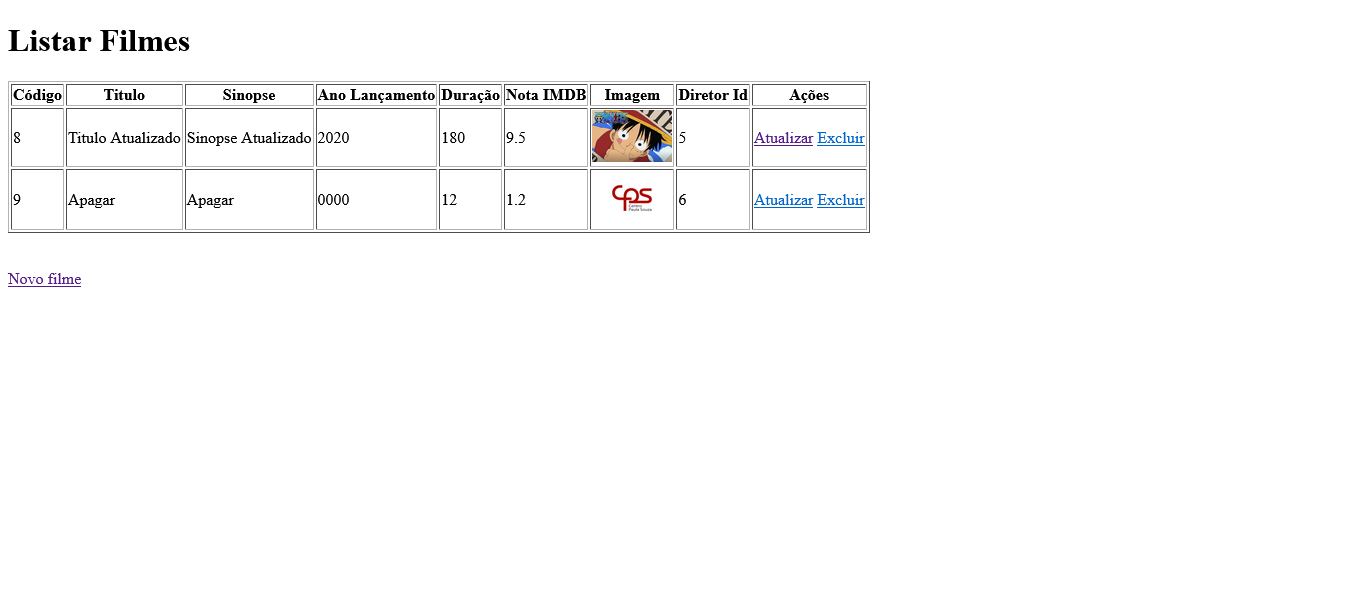 Listar Filmes
Código Titulo Sinopse Ano Lançamento Duração Nota IMDB Imagem Diretor Id Ações
8 Titulo Atualizado Sinopse Atualizado 2020 180 9.5 5 Atualizar Excluir
9 Apagar Apagar 0000 12 1.2 CPS Centro Paula Souza 6 Atualizar Excluir
Novo filme